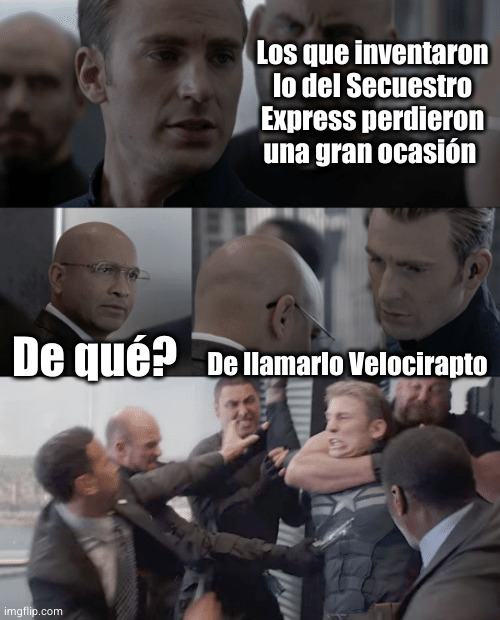 Los que inventaron
lo del Secuestro
Express perdieron
una gran ocasión
De qué?
De llamarlo Velocirapto
imgflip.com